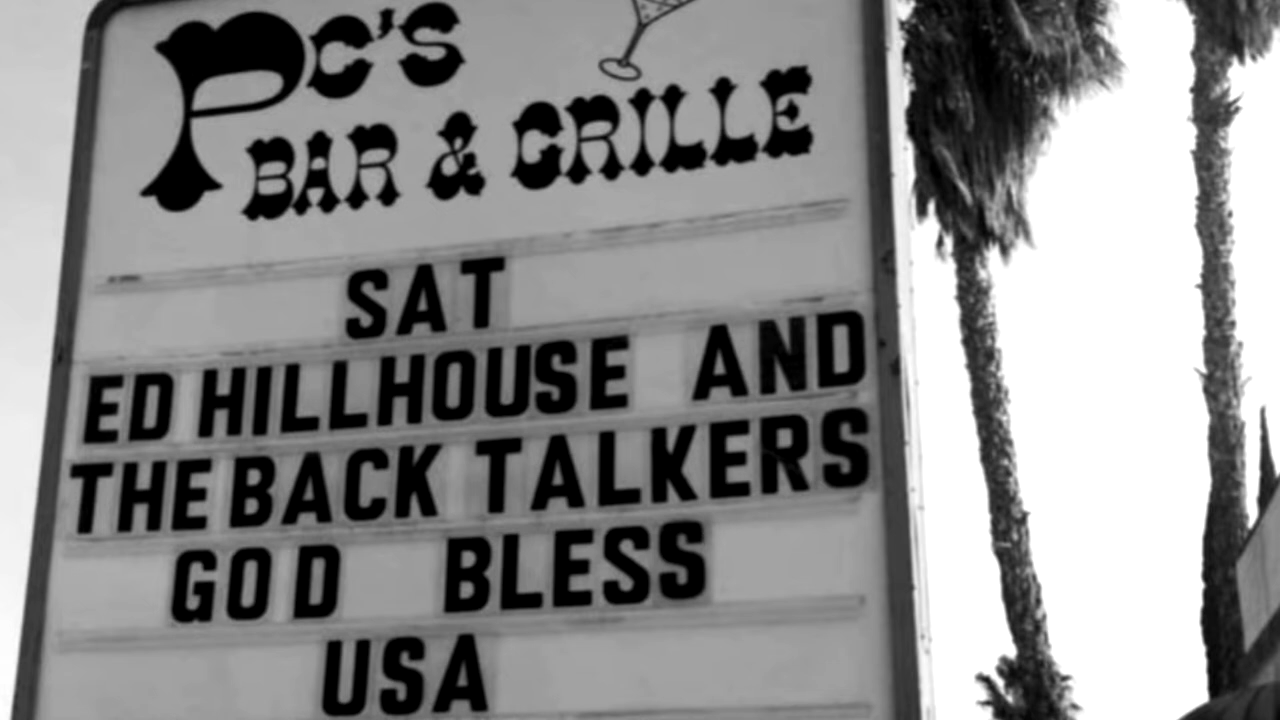 PC'S
BAR & GRILLE
SAT
ED HILLHOUSE AND
THE BACK TALKERS
GOD BLESS
USA